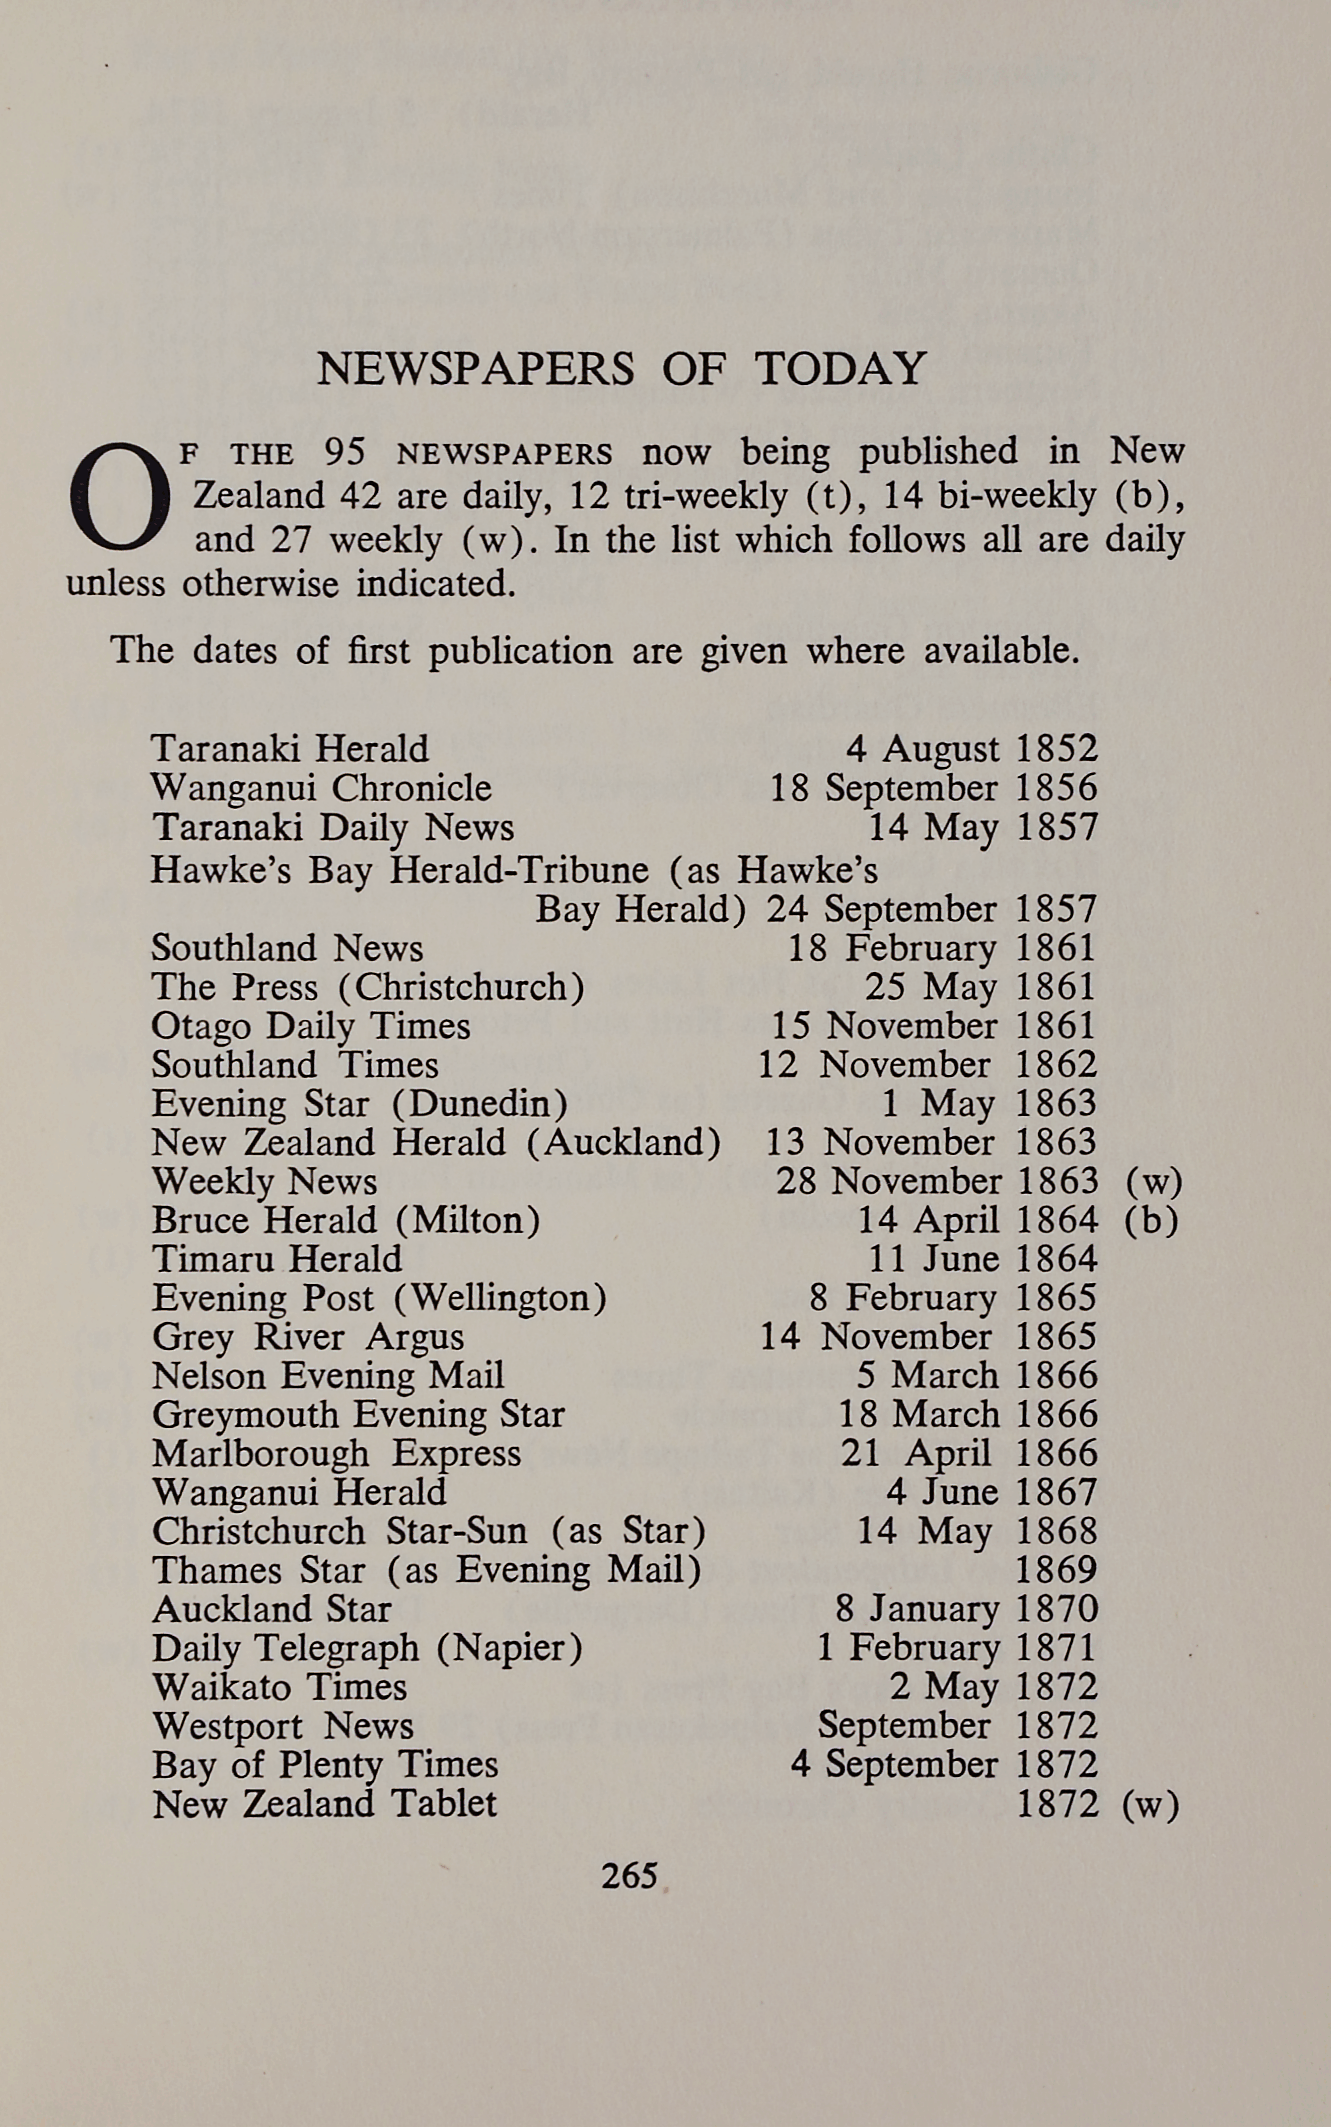 NEWSPAPERS OF TODAY
OF THE 95 NEWSPAPERS now being published in New
Zealand 42 are daily, 12 tri-weekly (t), 14 bi-weekly (b),
and 27 weekly (w). In the list which follows all are daily
unless otherwise indicated.
The dates of first publication are given where available.
Taranaki Herald 4 August 1852
Wanganui Chronicle 18 September 1856
Taranaki Daily News 14 May 1857
Hawke's Bay Herald-Tribune (as Hawke's
Bay Herald) 24 September 1857
Southland News 18 February 1861
The Press (Christchurch) 25 May 1861
Otago Daily Times 15 November 1861
Southland Times 12 November 1862
Evening Star (Dunedin) 1 May 1863
New Zealand Herald (Auckland) 13 November 1863
Weekly News 28 November 1863 (w)
Bruce Herald (Milton) 14 April 1864 (b)
Timaru Herald 11 June 1864
Evening Post (Wellington) 8 February 1865
Grey River Argus 14 November 1865
Nelson Evening Mail 5 March 1866
Greymouth Evening Star 18 March 1866
Marlborough Express 21 April 1866
Wanganui Herald 4 June 1867
Christchurch Star-Sun (as Star) 14 May 1868
Thames Star (as Evening Mail) 1869
Auckland Star 8 January 1870
Daily Telegraph (Napier) 1 February 1871
Waikato Times 2 May 1872
Westport News September 1872
Bay of Plenty Times 4 September 1872
New Zealand Tablet 1872 (w)
265